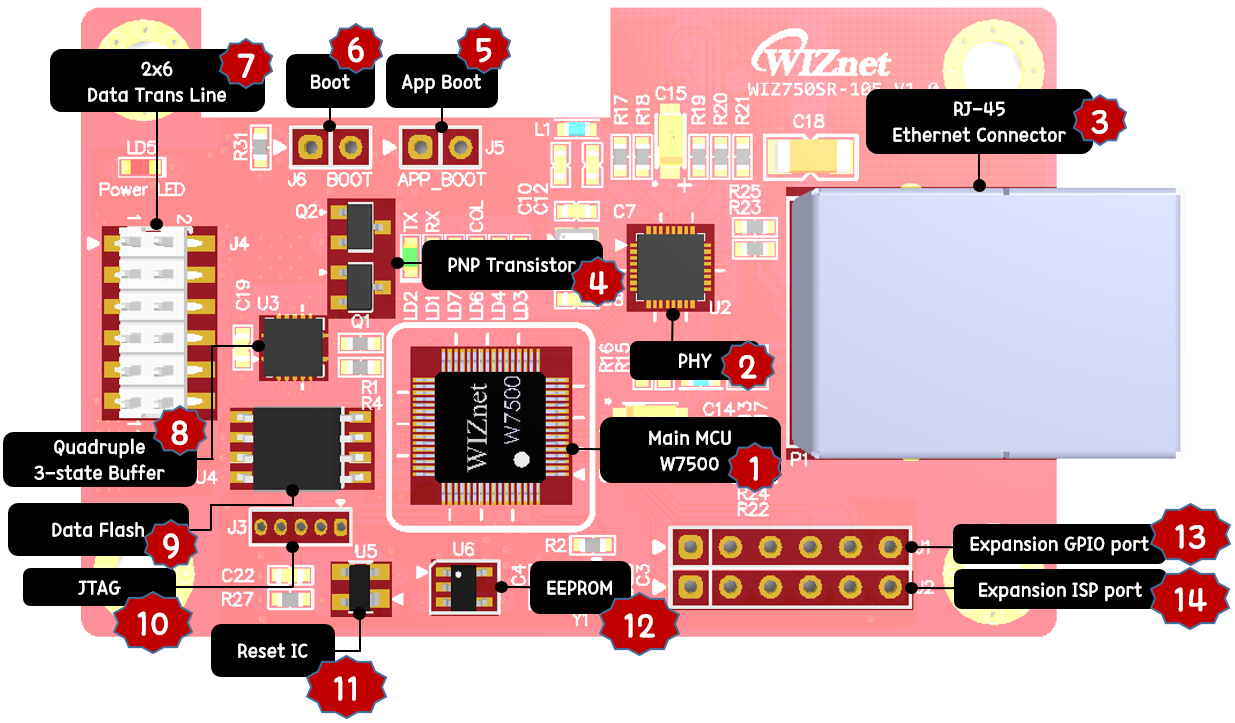 6
5
7
2x6
Data Trans Line
Boot
App Boot
WIZnet
WIZ750SR-105 V1.0
C15
RJ-45
Ethernet Connector
3
R17
R18
R19
R20
R21
L1
C18
R31
LD5
J6
BOOT
APP_BOOT
J5
Power LED
1
2
Q2
TX
RX
COL
C10
C12
C7
R25
R23
J4
PNP Transistor
4
C19
U3
LD2
LD1
LD7
LD6
LD4
LD3
U2
Q1
PHY
2
R16
R15
R1
R4
C14
8
Quadruple
3-state Buffer
WIZnet
W7500
Main MCU
W7500
1
P1
U4
R24
R22
Data Flash
9
J3
U5
U6
R2
13
Expansion GPIO port
J1
JTAG
10
C22
R27
C4
EEPROM
12
C3
J2
Expansion ISP port
14
Y1
Reset IC
11